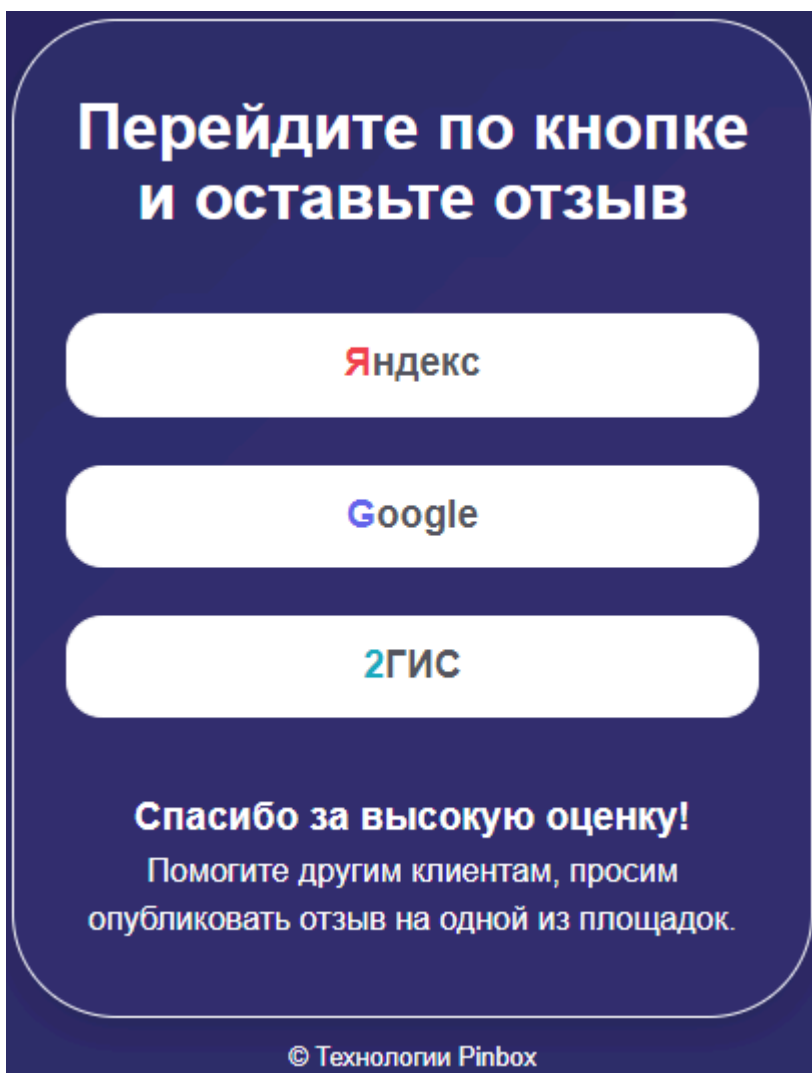 Перейдите по кнопке
и оставьте отзыв
Яндекс
Google
2ГИС
Спасибо за высокую оценку!
Помогите другим клиентам, просим
опубликовать отзыв на одной из площадок.
© Технологии Pinbox